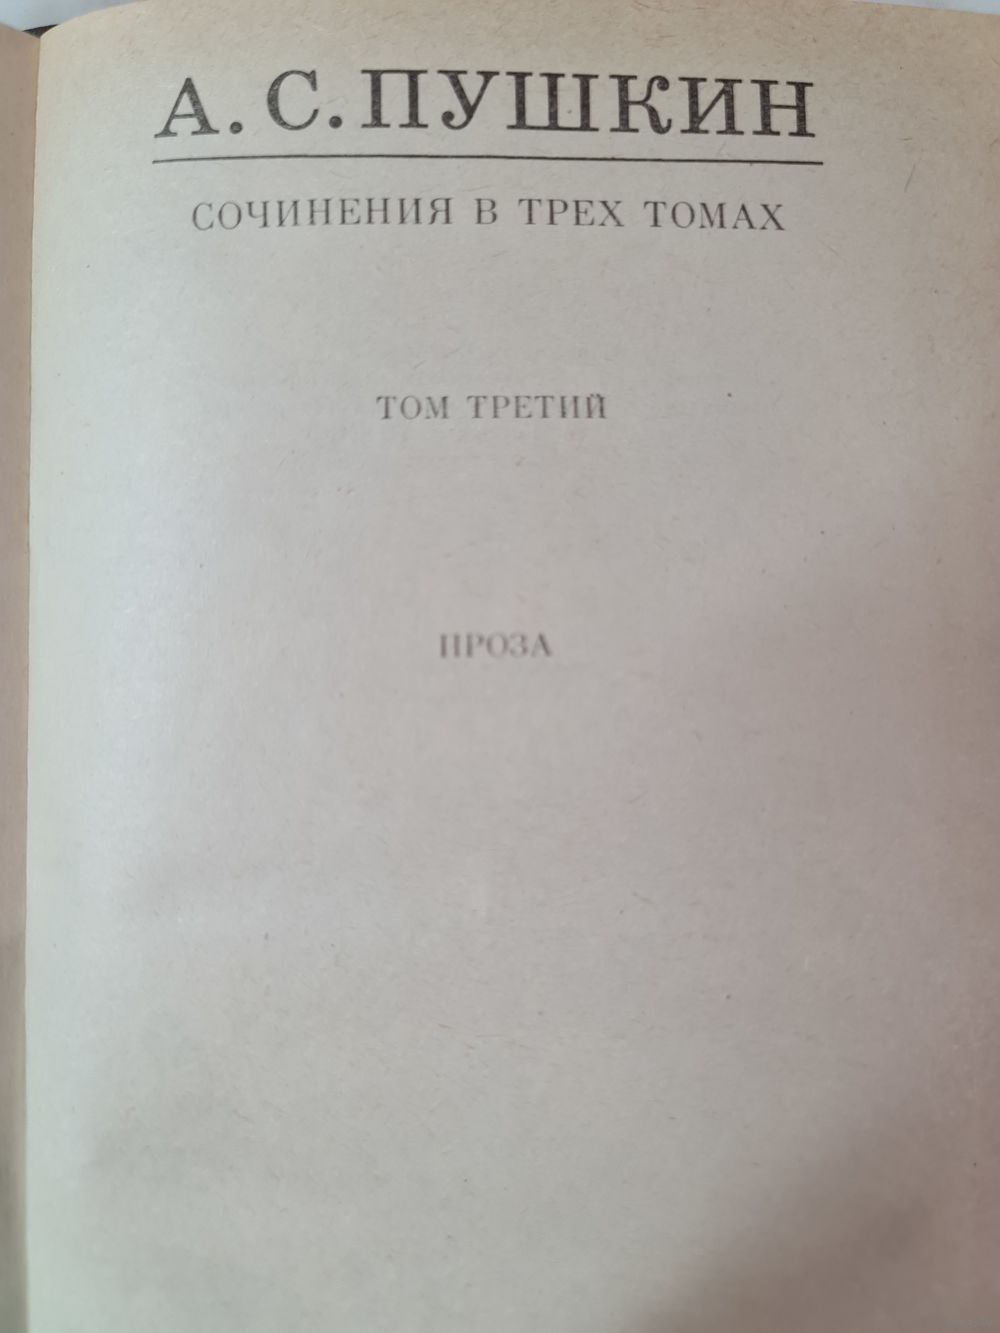 А. С. ПУШКИН
СОЧИНЕНИЯ В ТРЕХ ТОМАХ
ТОМ ТРЕТИЙ
ПРОЗА